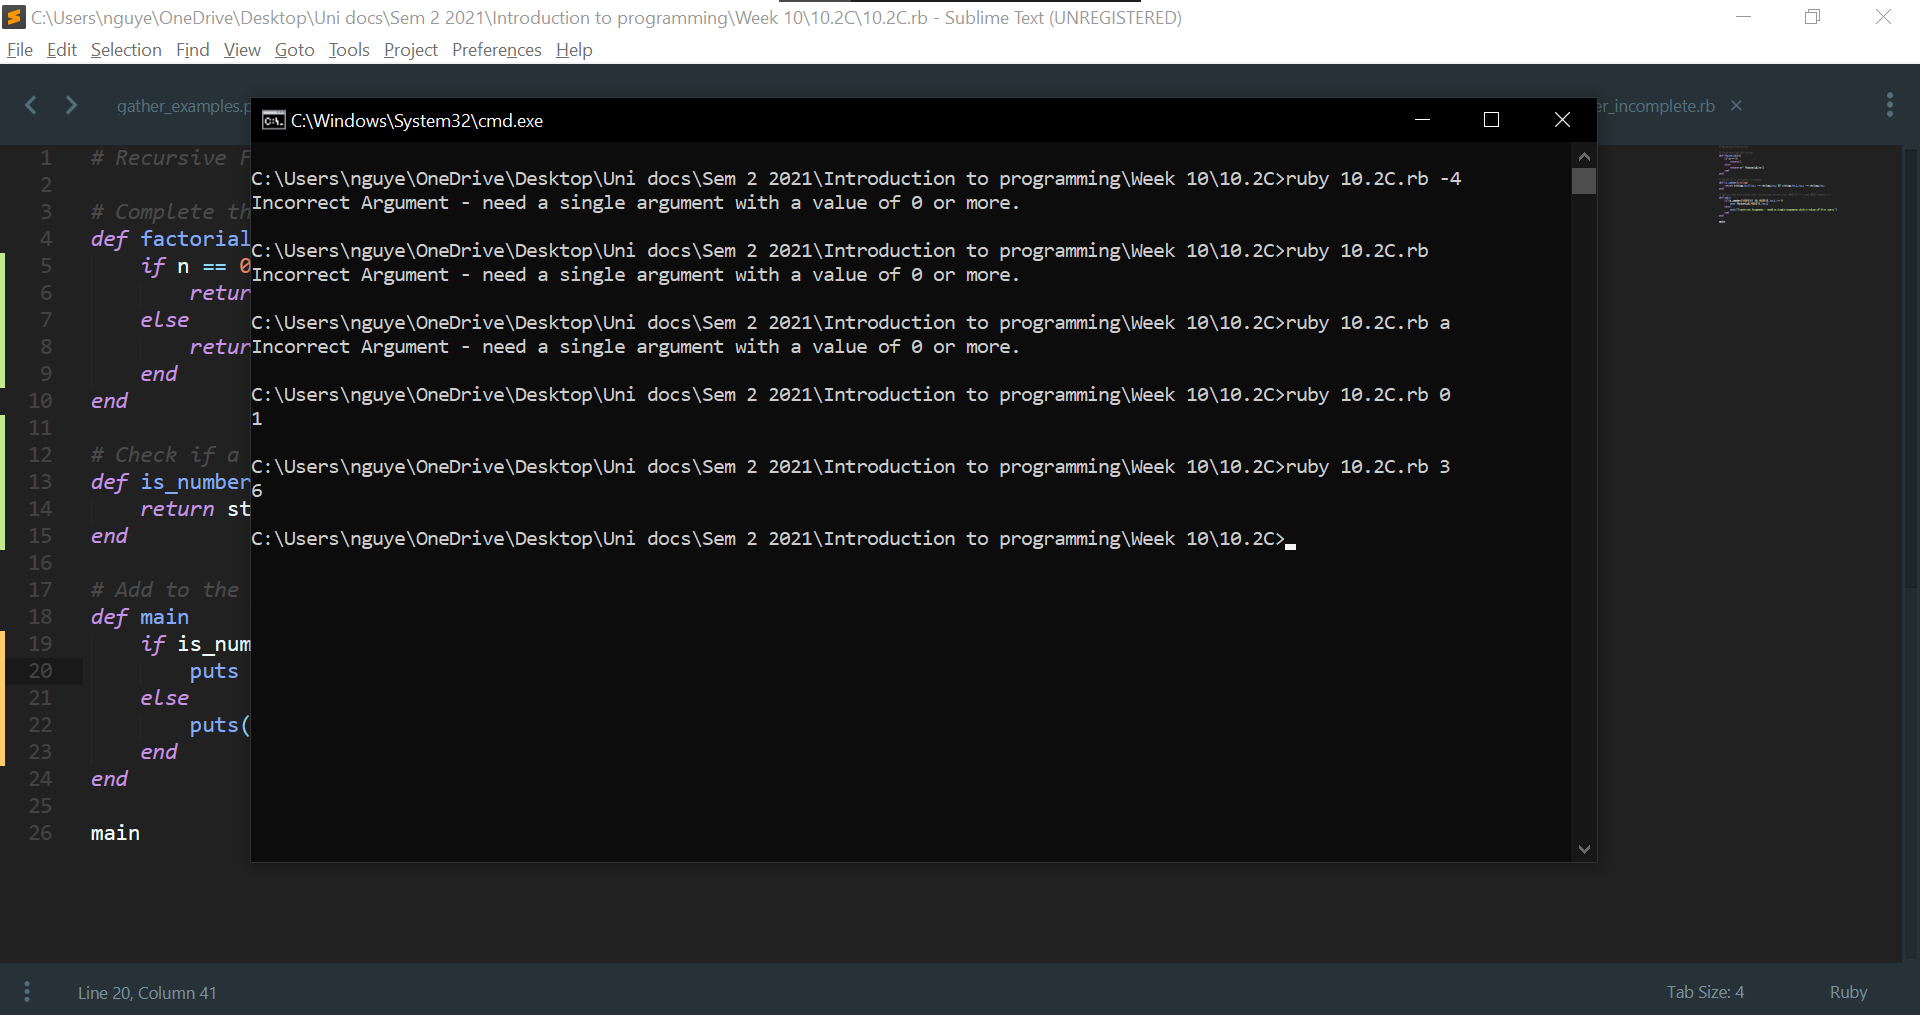 C:\Users\nguye\OneDrive\Desktop\Uni docs\Sem 2 2021\Introduction to programming\Week 10\10.2C\10.2C.rb - Sublime Text (UNREGISTERED)
File Edit Selection Find View Goto Tools Project Preferences Help
gather_examples.p
er_incomplete.rb ×
C:\Windows\System32\cmd.exe
1 # Recursive F
2
3 # Complete th
4 def factorial
5 if n == 0
6 retur
7 else
8 retur
9 end
10 end
11
12 # Check if a
13 def is_number
14 return st
15 end
16
17 # Add to the
18 def main
19 if is_num
20 puts
21 else
22 puts(
23 end
24 end
25
26 main
C:\Users\nguye\OneDrive\Desktop\Uni docs\Sem 2 2021\Introduction to programming\Week 10\10.2C>ruby 10.2C.rb -4
Incorrect Argument - need a single argument with a value of 0 or more.
C:\Users\nguye\OneDrive\Desktop\Uni docs\Sem 2 2021\Introduction to programming\Week 10\10.2C>ruby 10.2C.rb
Incorrect Argument - need a single argument with a value of 0 or more.
C:\Users\nguye\OneDrive\Desktop\Uni docs\Sem 2 2021\Introduction to programming\Week 10\10.2C>ruby 10.2C.rb a
Incorrect Argument - need a single argument with a value of 0 or more.
C:\Users\nguye\OneDrive\Desktop\Uni docs\Sem 2 2021\Introduction to programming\Week 10\10.2C>ruby 10.2C.rb 0
1
C:\Users\nguye\OneDrive\Desktop\Uni docs\Sem 2 2021\Introduction to programming\Week 10\10.2C>ruby 10.2C.rb 3
6
C:\Users\nguye\OneDrive\Desktop\Uni docs\Sem 2 2021\Introduction to programming\Week 10\10.2C>
Line 20, Column 41
Tab Size: 4
Ruby